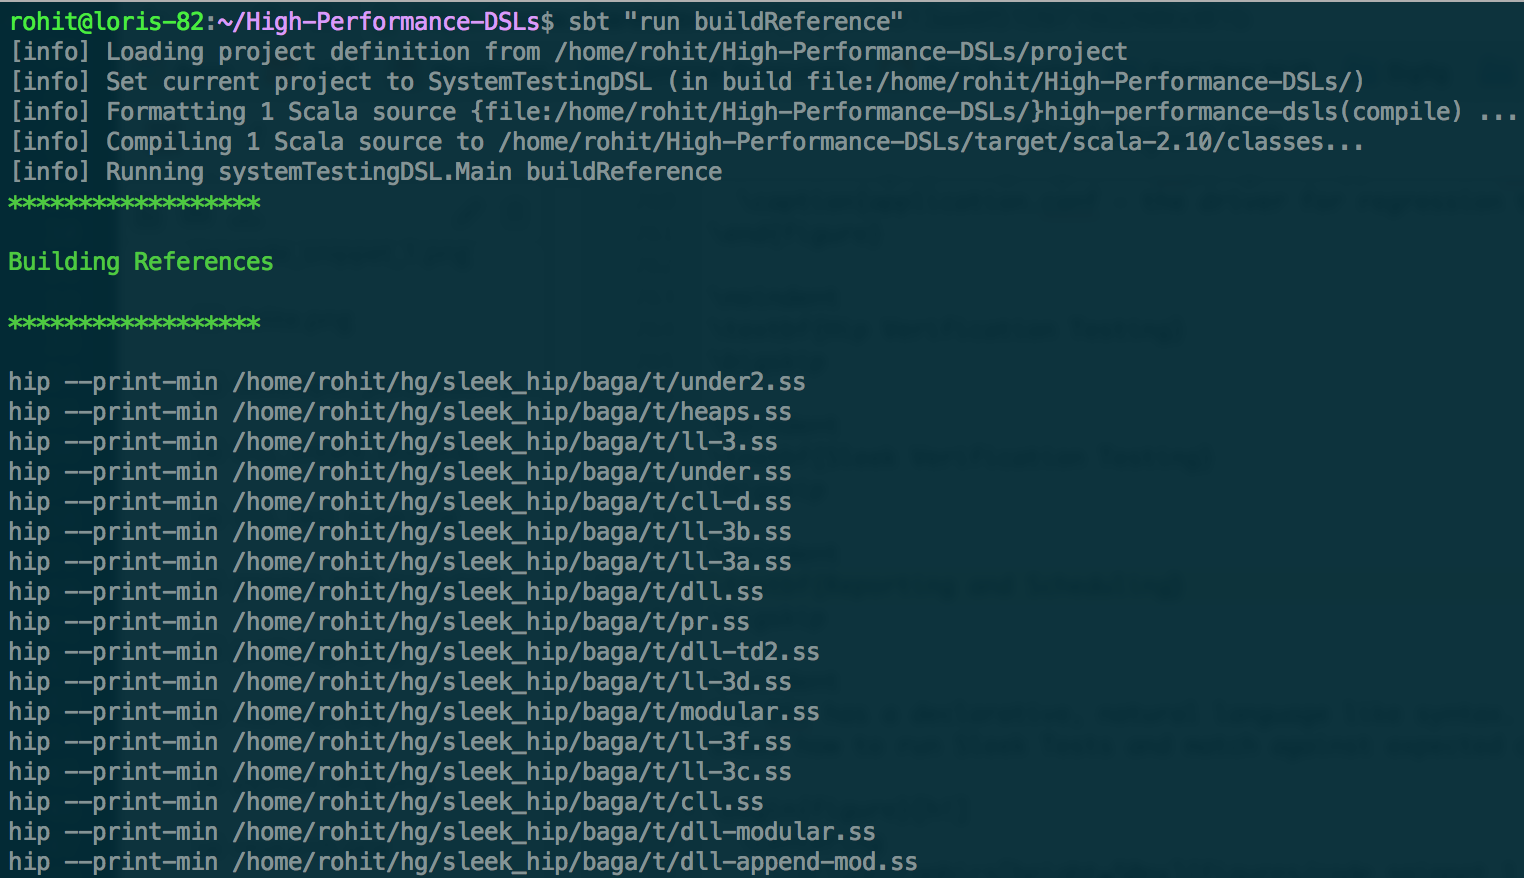 rohit@loris-82:~/High-Performance-DSLs$ sbt "run buildReference"
[info] Loading project definition from /home/rohit/High-Performance-DSLs/project
[info] Set current project to SystemTestingDSL (in build file:/home/rohit/High-Performance-DSLs/)
[info] Formatting 1 Scala source {file:/home/rohit/High-Performance-DSLs/}high-performance-dsls(compile) ...
[info] Compiling 1 Scala source to /home/rohit/High-Performance-DSLs/target/scala-2.10/classes...
[info] Running systemTestingDSL.Main buildReference
******************
Building References
******************
hip --print-min /home/rohit/hg/sleek_hip/baga/t/under2.ss
hip --print-min /home/rohit/hg/sleek_hip/baga/t/heaps.ss
hip --print-min /home/rohit/hg/sleek_hip/baga/t/ll-3.ss
hip --print-min /home/rohit/hg/sleek_hip/baga/t/under.ss
hip --print-min /home/rohit/hg/sleek_hip/baga/t/cll-d.ss
hip --print-min /home/rohit/hg/sleek_hip/baga/t/ll-3b.ss
hip --print-min /home/rohit/hg/sleek_hip/baga/t/ll-3a.ss
hip --print-min /home/rohit/hg/sleek_hip/baga/t/dll.ss
hip --print-min /home/rohit/hg/sleek_hip/baga/t/pr.ss
hip --print-min /home/rohit/hg/sleek_hip/baga/t/dll-td2.ss
hip --print-min /home/rohit/hg/sleek_hip/baga/t/ll-3d.ss
hip --print-min /home/rohit/hg/sleek_hip/baga/t/modular.ss
hip --print-min /home/rohit/hg/sleek_hip/baga/t/ll-3f.ss
hip --print-min /home/rohit/hg/sleek_hip/baga/t/ll-3c.ss
hip --print-min /home/rohit/hg/sleek_hip/baga/t/cll.ss
hip --print-min /home/rohit/hg/sleek_hip/baga/t/dll-modular.ss
hip --print-min /home/rohit/hg/sleek_hip/baga/t/dll-append-mod.ss